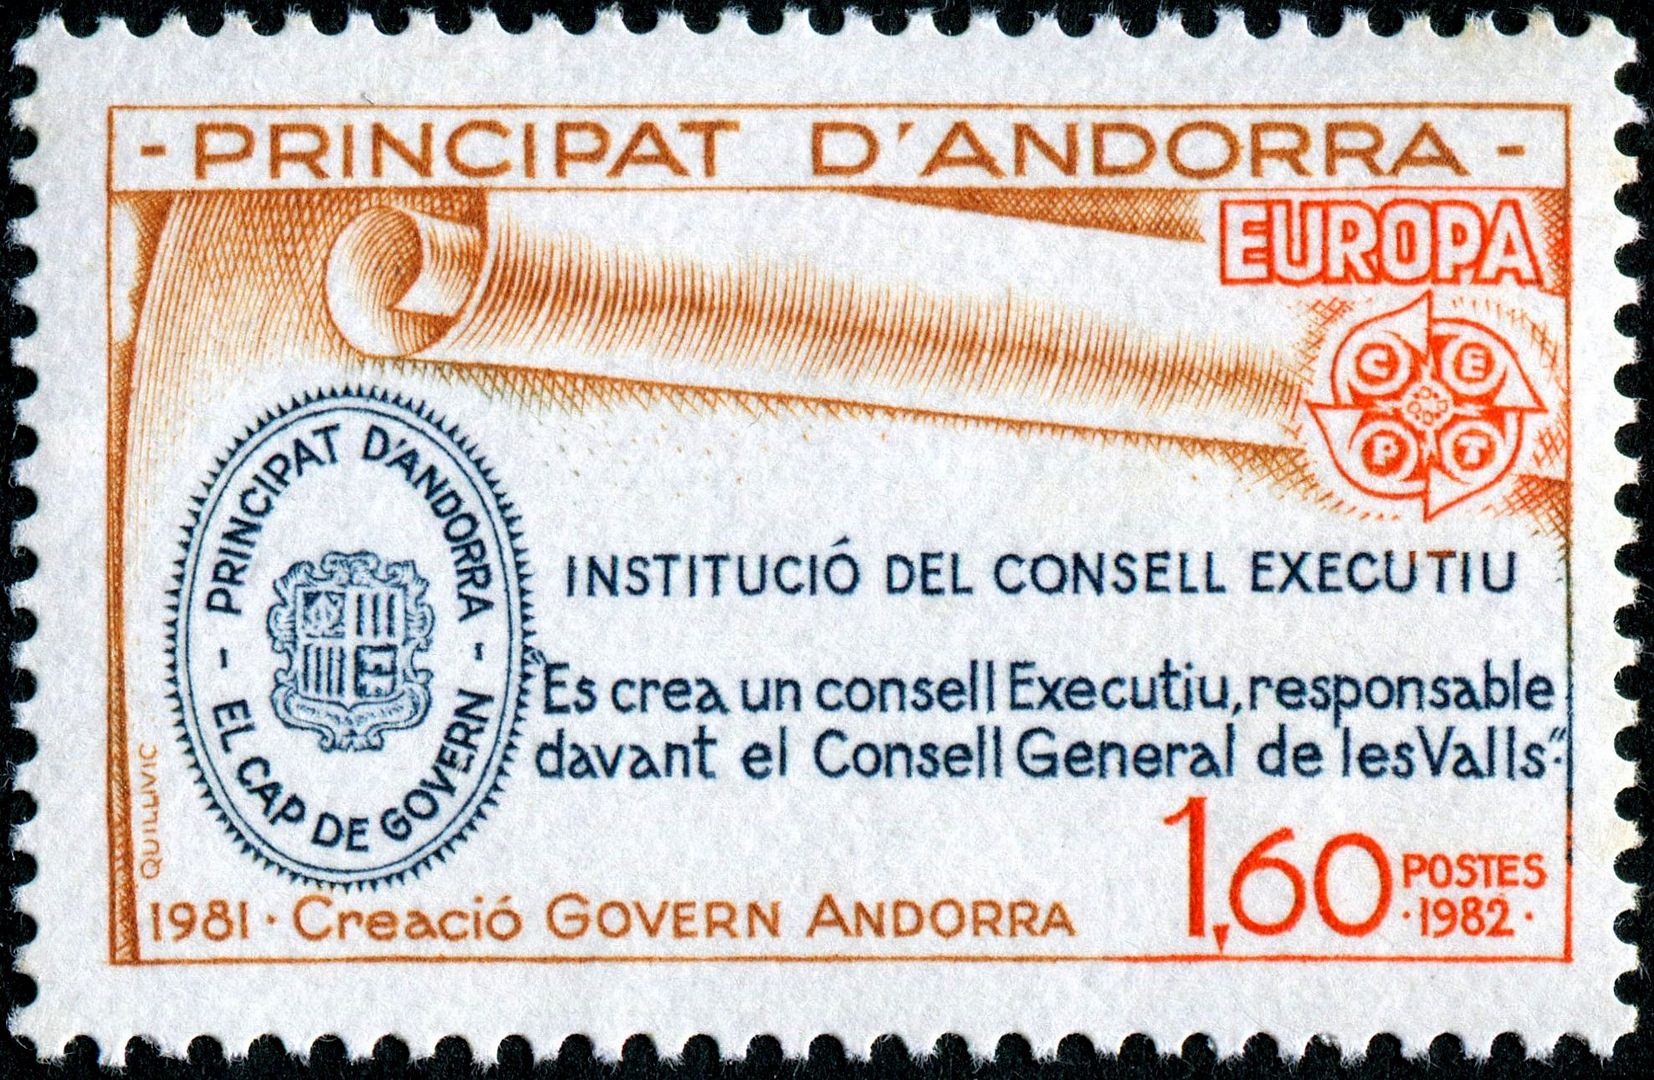 - PRINCIPAT D'ANDORRA -
EUROPA
C E
P T
PRINCIPAT D'ANDORRA
- EL CAP DE GOVERN -
INSTITUCIÓ DEL CONSELL EXECUTIU
"Es crea un consell Executiu, responsable
davant el Consell General de les Valls".
QUILLIVIC
1981 · Creació GOVERN ANDORRA
1,60 POSTES
· 1982 ·